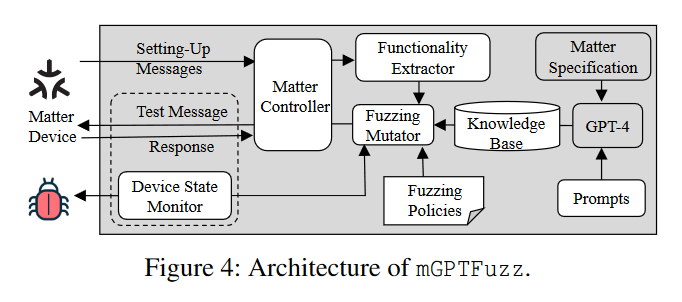 Setting-Up
Messages
Matter
Controller
Functionality
Extractor
Matter
Specification
Matter
Device
Test Message
Response
Fuzzing
Mutator
Knowledge
Base
GPT-4
Device State
Monitor
Fuzzing
Policies
Prompts
Figure 4: Architecture of mGPTFuzz.